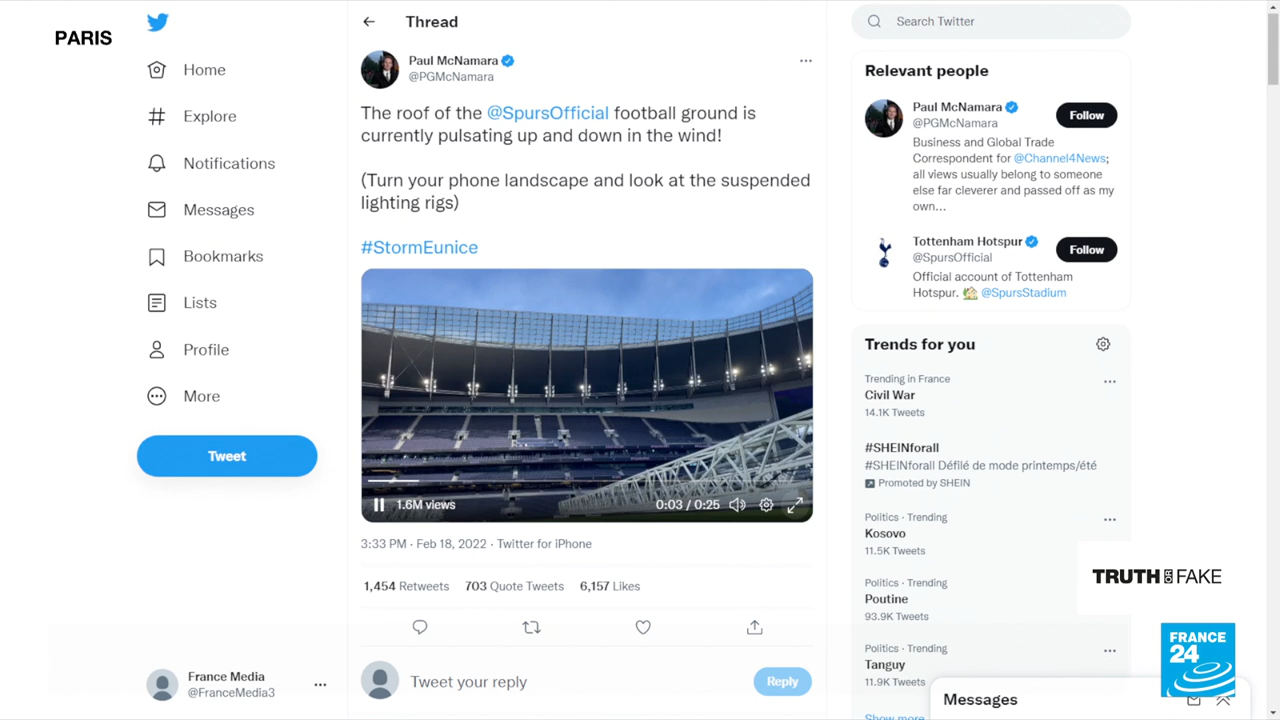 PARIS
Home
Explore
Notifications
Messages
Bookmarks
Lists
Profile
More
Tweet
France Media
@FranceMedia3
Thread
Paul McNamara
@PGMcNamara
The roof of the @SpursOfficial football ground is
currently pulsating up and down in the wind!
(Turn your phone landscape and look at the suspended
lighting rigs)
#StormEunice
1.6M views
0:03 / 0:25
3:33 PM · Feb 18, 2022 · Twitter for iPhone
1,454 Retweets 703 Quote Tweets 6,157 Likes
Tweet your reply
Reply
Search Twitter
Relevant people
Paul McNamara
@PGMcNamara
Follow
Business and Global Trade
Correspondent for @Channel4News;
all views usually belong to someone
else far cleverer and passed off as my
own...
Tottenham Hotspur
@SpursOfficial
Follow
Official account of Tottenham
Hotspur. @SpursStadium
Trends for you
Trending in France
Civil War
14.1K Tweets
#SHEINforall
#SHEINforall Défilé de mode printemps/été
Promoted by SHEIN
Politics · Trending
Kosovo
11.5K Tweets
Politics · Trending
Poutine
93.9K Tweets
Politics · Trending
Tanguy
11.9K Tweets
Show more
Messages
TRUTH OR FAKE
FRANCE
24